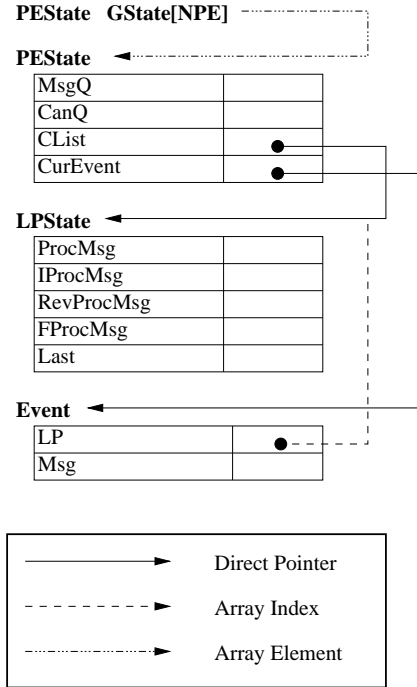 PEState GState[NPE]
PEState
MsgQ
CanQ
CList
CurEvent
LPState
ProcMsg
IProcMsg
RevProcMsg
FProcMsg
Last
Event
LP
Msg
Direct Pointer
Array Index
Array Element